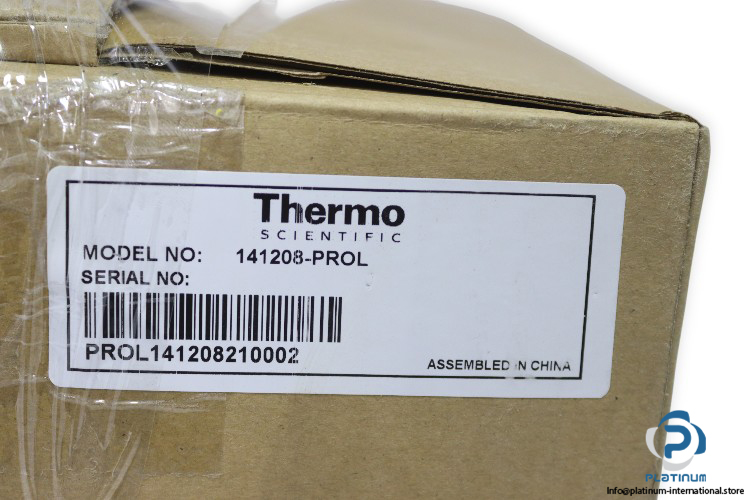 Thermo
SCIENTIFIC
MODEL NO: 141208-PROL
SERIAL NO:
PROL141208210002
ASSEMBLED IN CHINA
PLATINUM
Info@platinum-international.store